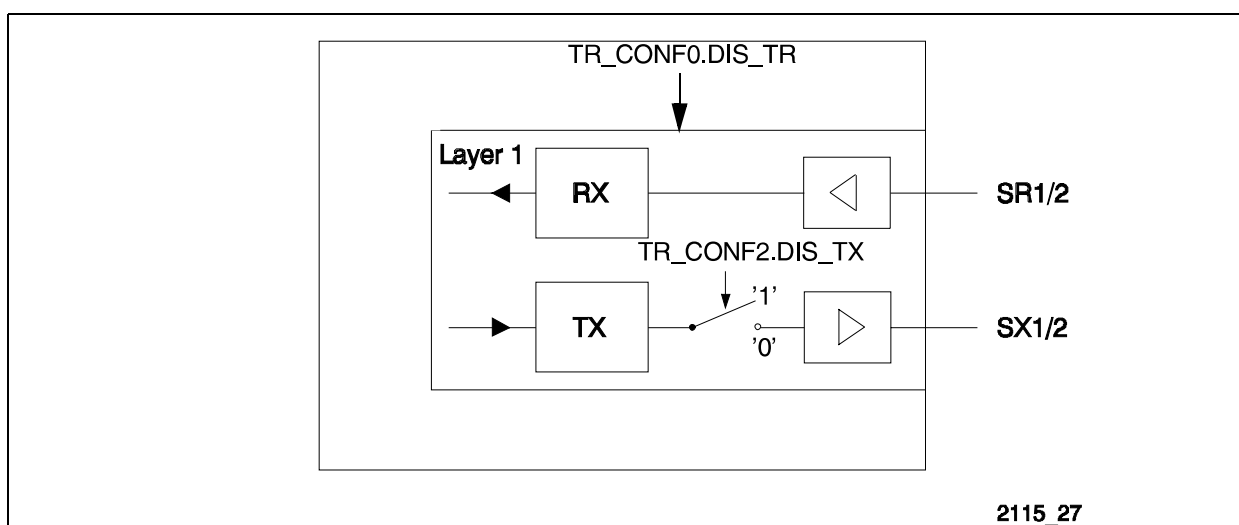 TR_CONF0.DIS_TR
Layer 1
RX
SR1/2
TR_CONF2.DIS_TX
'1'
TX
'0'
SX1/2
2115_27